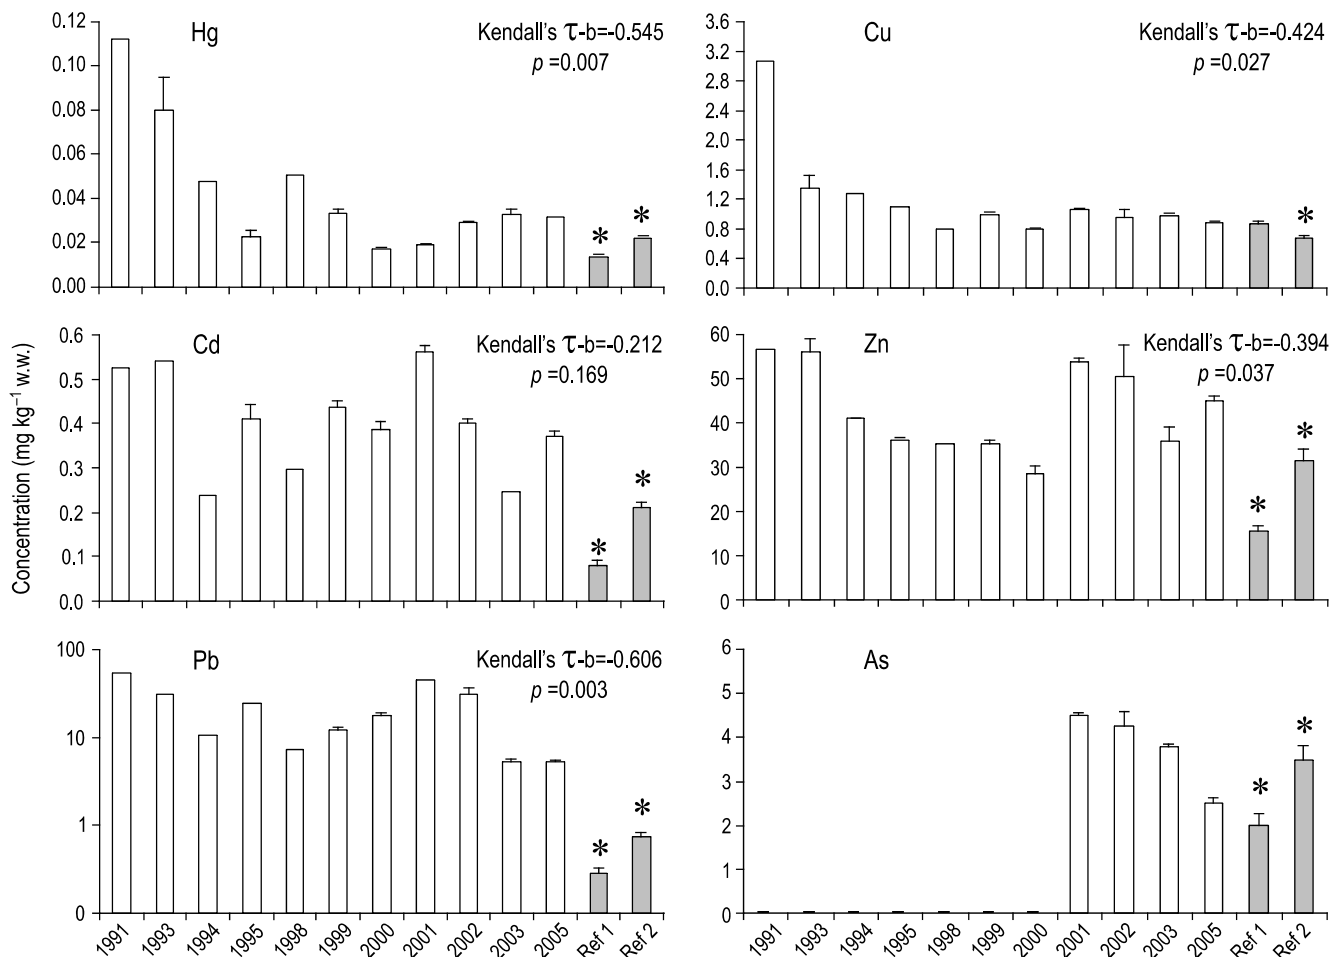 Concentration (mg kg⁻¹ w.w.)
Hg
Kendall's τ-b=-0.545
p =0.007
0.12
0.10
0.08
0.06
0.04
0.02
0.00
*
*
Cu
Kendall's τ-b=-0.424
p =0.027
3.6
3.2
2.8
2.4
2.0
1.6
1.2
0.8
0.4
0.0
*
Cd
Kendall's τ-b=-0.212
p =0.169
0.6
0.5
0.4
0.3
0.2
0.1
0.0
*
*
Zn
Kendall's τ-b=-0.394
p =0.037
60
50
40
30
20
10
0
*
*
Pb
Kendall's τ-b=-0.606
p =0.003
100
10
1
0
*
*
1991 1993 1994 1995 1998 1999 2000 2001 2002 2003 2005 Ref 1 Ref 2
As
6
5
4
3
2
1
0
*
*
1991 1993 1994 1995 1998 1999 2000 2001 2002 2003 2005 Ref 1 Ref 2